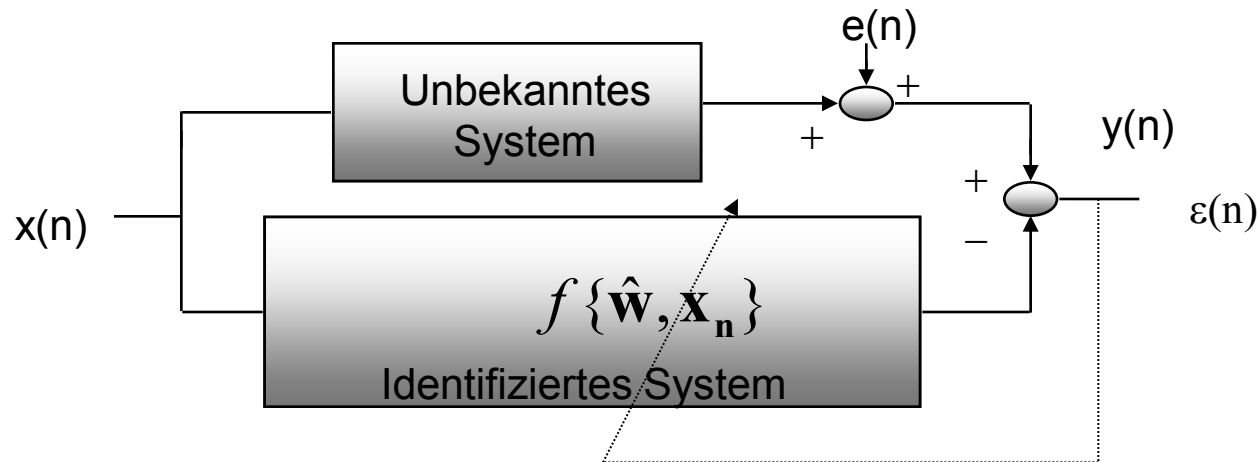 e(n)
Unbekanntes
System
+
+
y(n)
x(n)
+
−
ε(n)
f{ŵ, xₙ}
Identifiziertes System